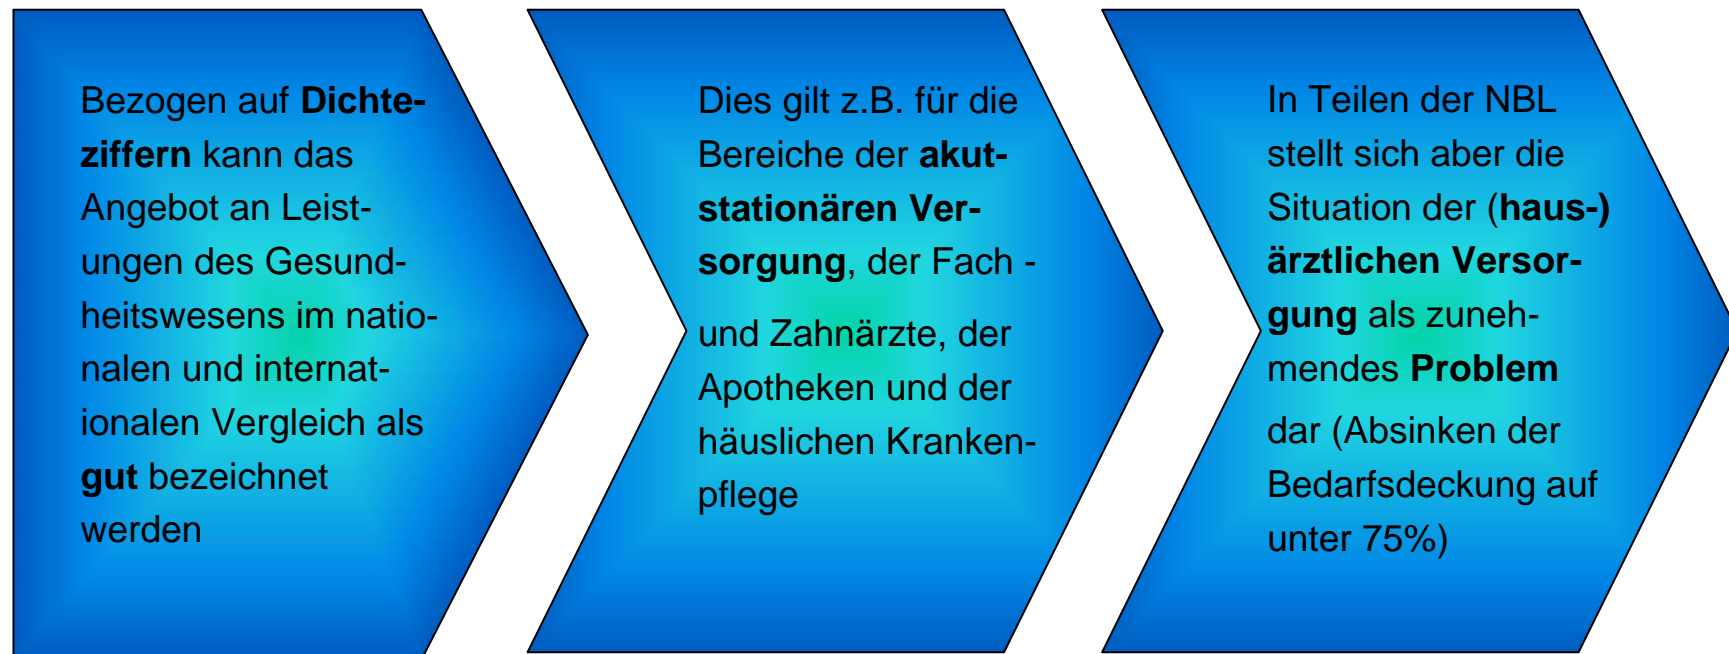 Bezogen auf Dichte-
ziffern kann das
Angebot an Leist-
ungen des Gesund-
heitswesens im natio-
nalen und internat-
ionalen Vergleich als
gut bezeichnet
werden
Dies gilt z.B. für die
Bereiche der akut-
stationären Ver-
sorgung, der Fach -
und Zahnärzte, der
Apotheken und der
häuslichen Kranken-
pflege
In Teilen der NBL
stellt sich aber die
Situation der (haus-)
ärztlichen Versor-
gung als zuneh-
mendes Problem
dar (Absinken der
Bedarfsdeckung auf
unter 75%)